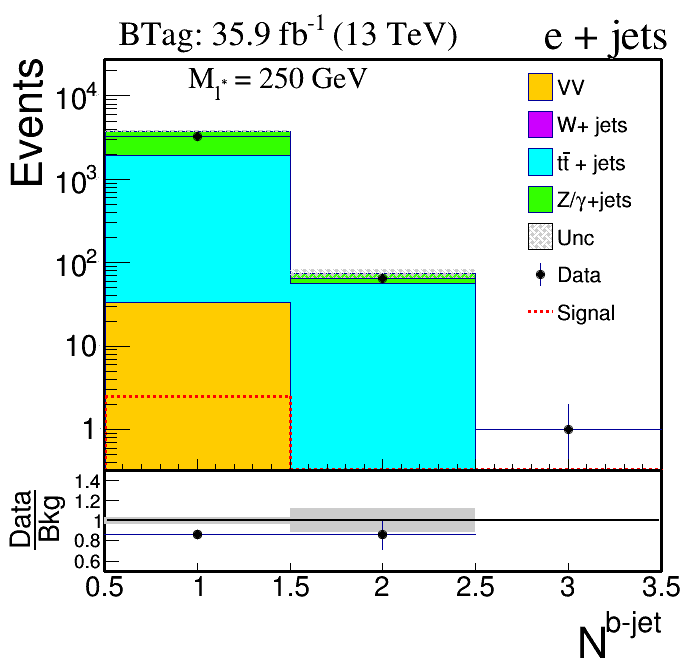 BTag: 35.9 fb⁻¹ (13 TeV)
e + jets
M_l* = 250 GeV
Events
10⁴
10³
10²
10
1
VV
W+ jets
tt̄ + jets
Z/γ+jets
Unc
Data
Signal
Data
Bkg
1.4
1.2
1
0.8
0.6
0.5 1 1.5 2 2.5 3 3.5
N^b-jet